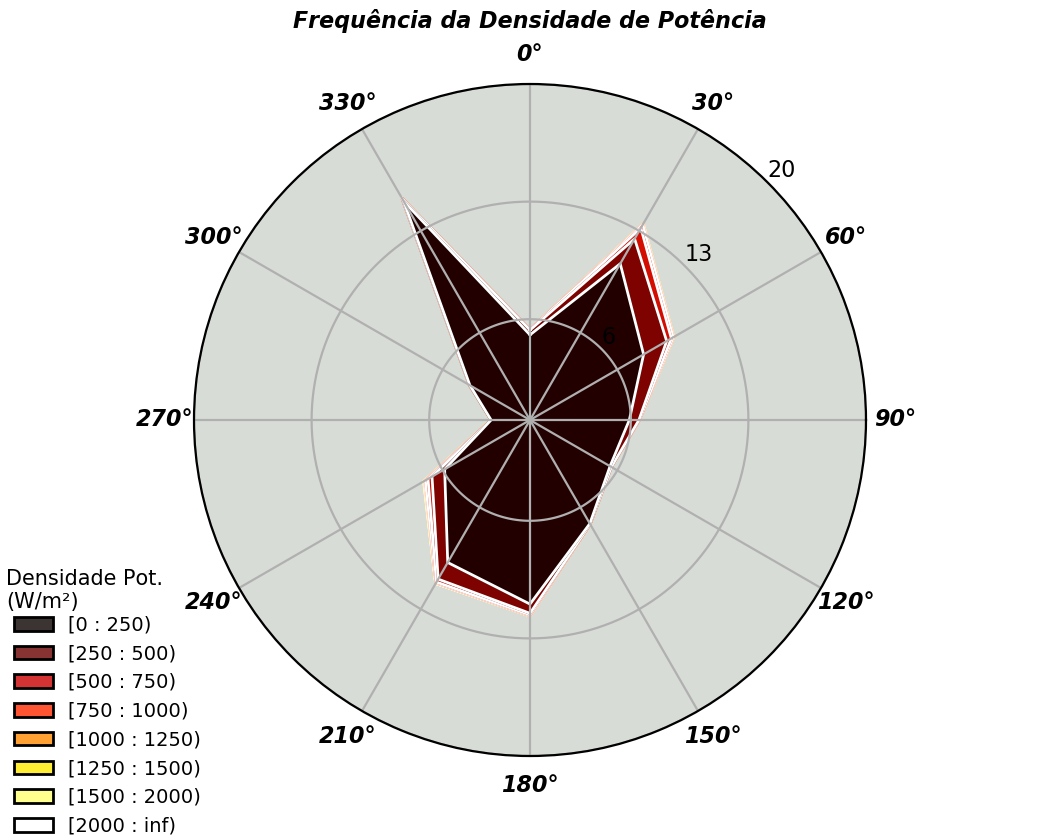 Frequência da Densidade de Potência
0°
330°
30°
20
300°
60°
13
6
270°
90°
240°
120°
210°
150°
180°
Densidade Pot.
(W/m²)
[0 : 250)
[250 : 500)
[500 : 750)
[750 : 1000)
[1000 : 1250)
[1250 : 1500)
[1500 : 2000)
[2000 : inf)